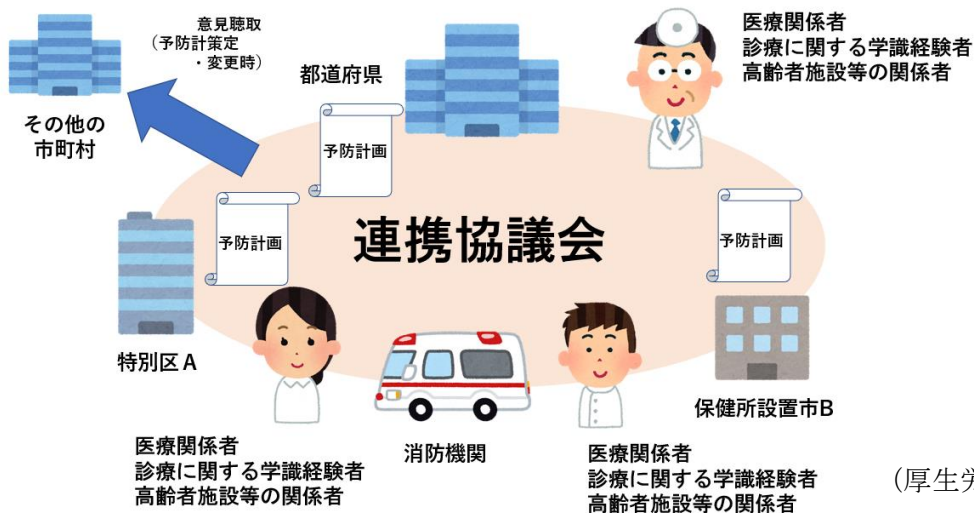 意見聴取
（予防計策定
・変更時）
その他の
市町村
都道府県
医療関係者
診療に関する学識経験者
高齢者施設等の関係者
予防計画
予防計画
予防計画
連携協議会
特別区A
保健所設置市B
消防機関
医療関係者
診療に関する学識経験者
高齢者施設等の関係者
医療関係者
診療に関する学識経験者
高齢者施設等の関係者
（厚生労